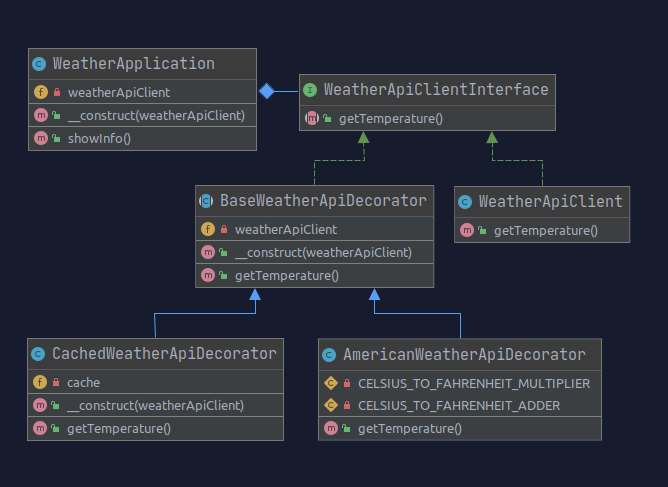 WeatherApplication
weatherApiClient
__construct(weatherApiClient)
showInfo()
WeatherApiClientInterface
getTemperature()
BaseWeatherApiDecorator
weatherApiClient
__construct(weatherApiClient)
getTemperature()
WeatherApiClient
getTemperature()
CachedWeatherApiDecorator
cache
__construct(weatherApiClient)
getTemperature()
AmericanWeatherApiDecorator
CELSIUS_TO_FAHRENHEIT_MULTIPLIER
CELSIUS_TO_FAHRENHEIT_ADDER
getTemperature()